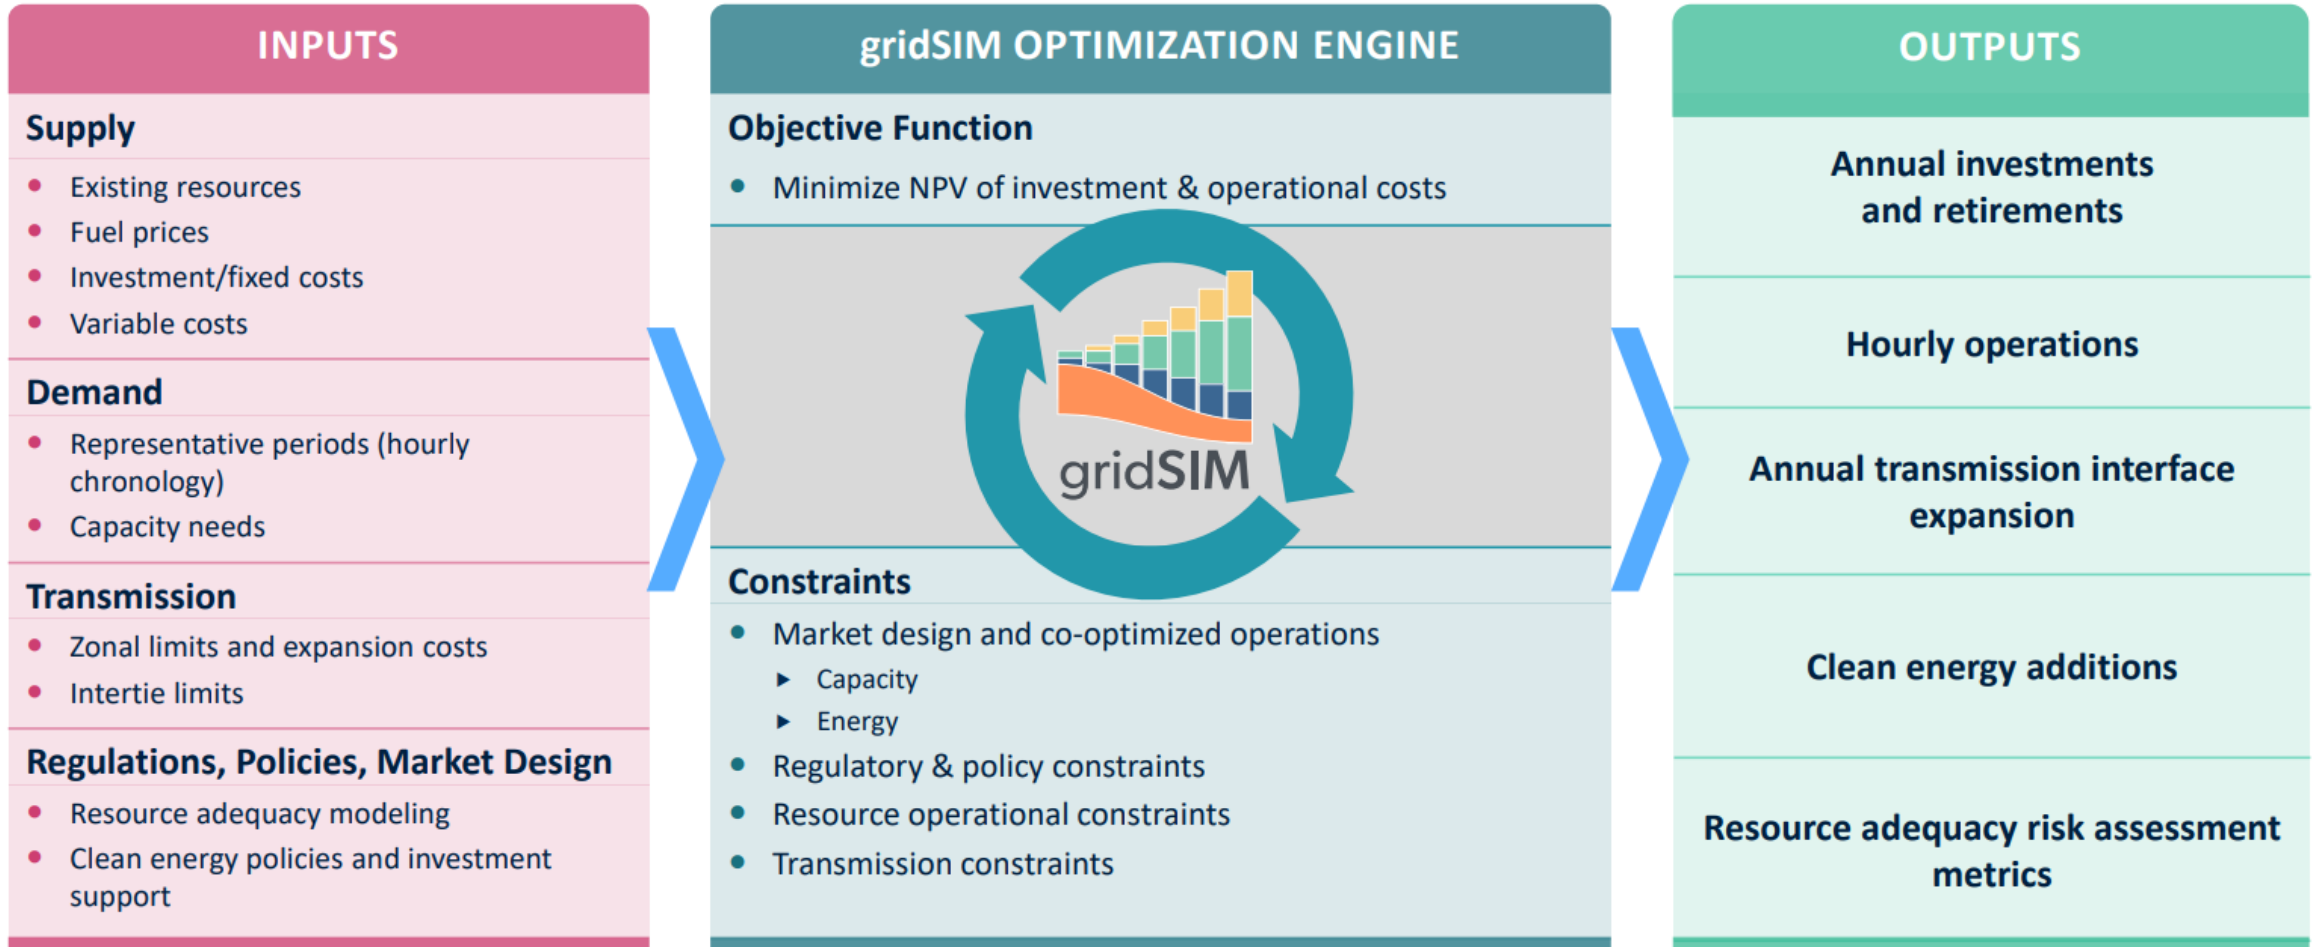 INPUTS
Supply
Existing resources
Fuel prices
Investment/fixed costs
Variable costs
Demand
Representative periods (hourly
chronology)
Capacity needs
Transmission
Zonal limits and expansion costs
Intertie limits
Regulations, Policies, Market Design
Resource adequacy modeling
Clean energy policies and investment
support
gridSIM OPTIMIZATION ENGINE
Objective Function
Minimize NPV of investment & operational costs
gridSIM
Constraints
Market design and co-optimized operations
Capacity
Energy
Regulatory & policy constraints
Resource operational constraints
Transmission constraints
OUTPUTS
Annual investments
and retirements
Hourly operations
Annual transmission interface
expansion
Clean energy additions
Resource adequacy risk assessment
metrics